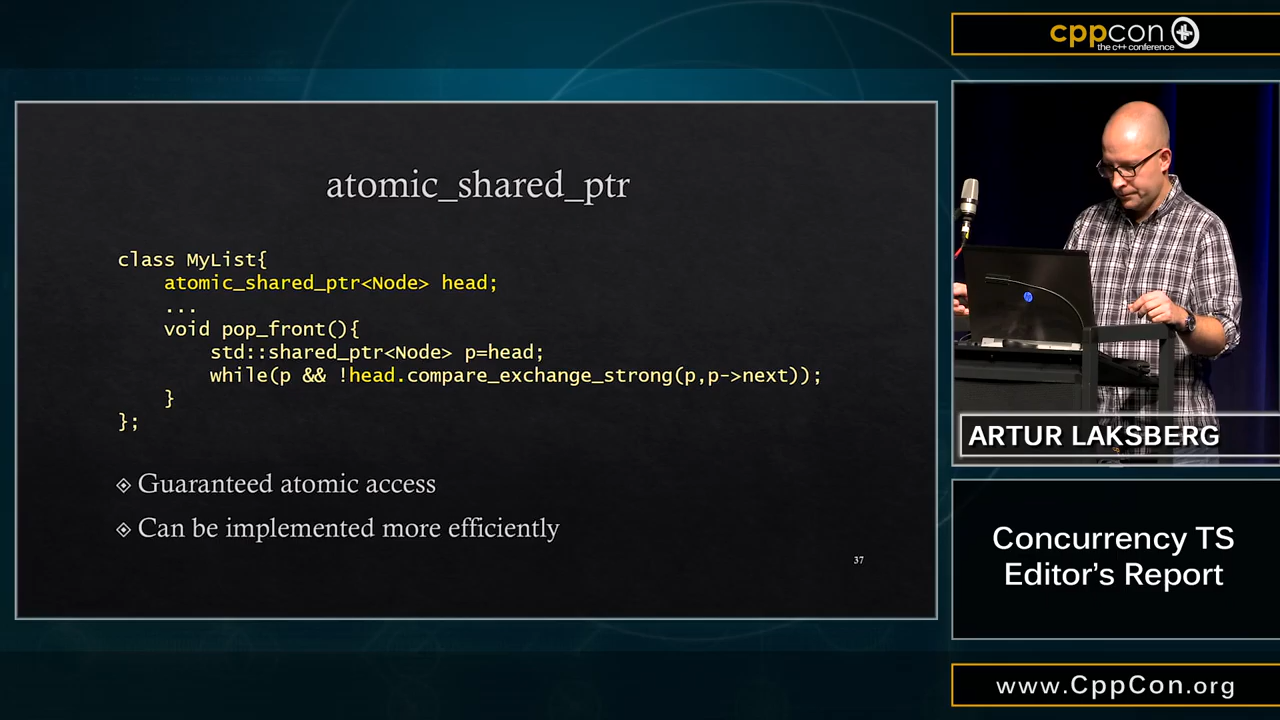 atomic_shared_ptr
class MyList{
atomic_shared_ptr<Node> head;
...
void pop_front(){
std::shared_ptr<Node> p=head;
while(p && !head.compare_exchange_strong(p,p->next));
}
};
Guaranteed atomic access
Can be implemented more efficiently
37
cppcon
the c++ conference
hp
ARTUR LAKSBERG
Concurrency TS
Editor's Report
www.CppCon.org